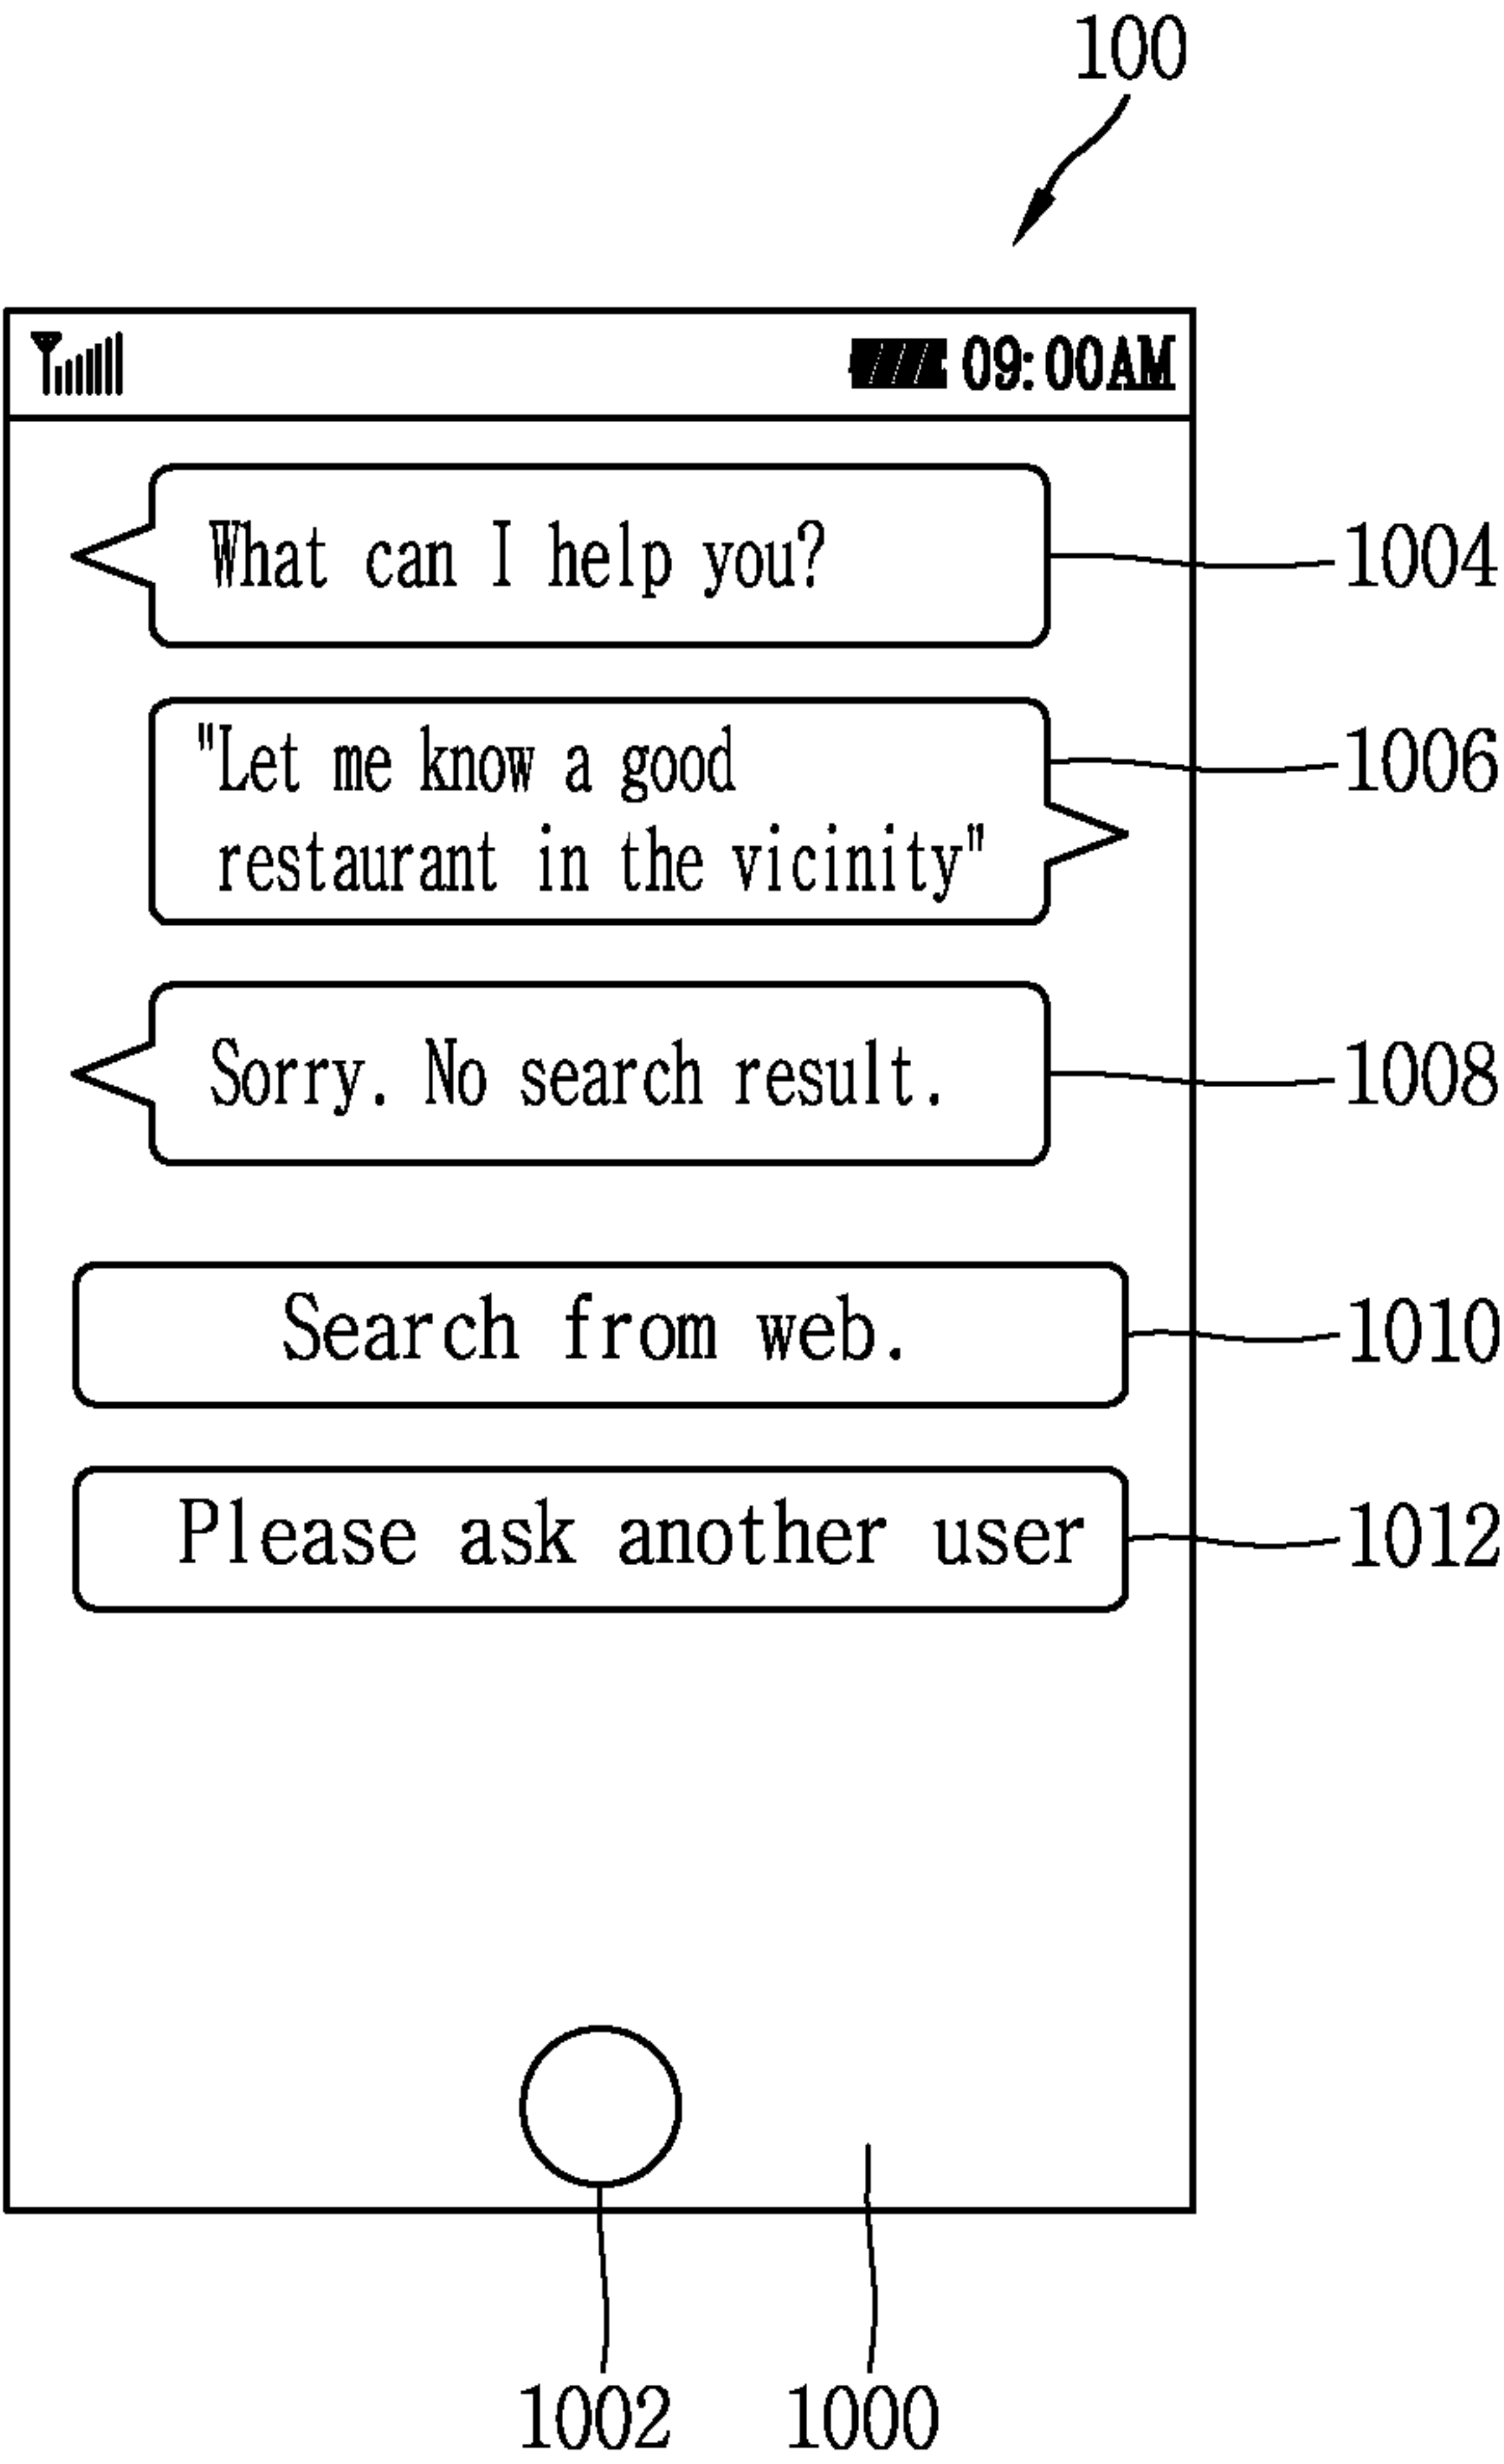 100
09:00AM
What can I help you?
1004
"Let me know a good
1006
restaurant in the vicinity"
Sorry. No search result.
1008
Search from web.
1010
Please ask another user
1012
1002
1000